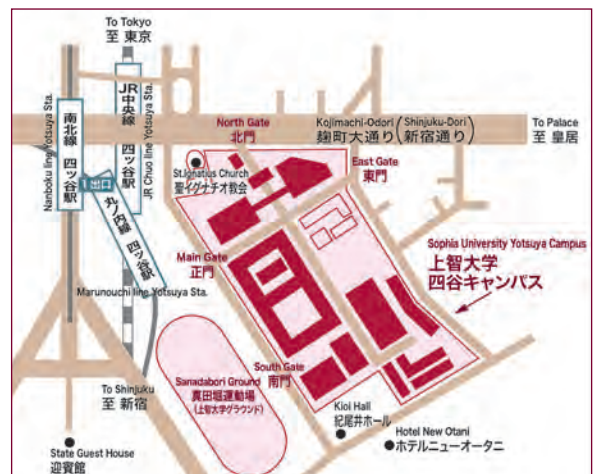 To Tokyo
至 東京
Nanboku line Yotsuya Sta.
南北線 四ッ谷駅
JR中央線 四ッ谷駅
JR Chuo line Yotsuya Sta.
1 出口
丸ノ内線 四ッ谷駅
Marunouchi line Yotsuya Sta.
North Gate
北門
Kojimachi-Odori (Shinjuku-Dori)
麹町大通り(新宿通り)
To Palace
至 皇居
St.Ignatius Church
聖イグナチオ教会
East Gate
東門
Main Gate
正門
Sophia University Yotsuya Campus
上智大学
四谷キャンパス
South Gate
南門
Sanadabori Ground
真田堀運動場
(上智大学グラウンド)
To Shinjuku
至 新宿
Kioi Hall
紀尾井ホール
Hotel New Otani
ホテルニューオータニ
State Guest House
迎賓館